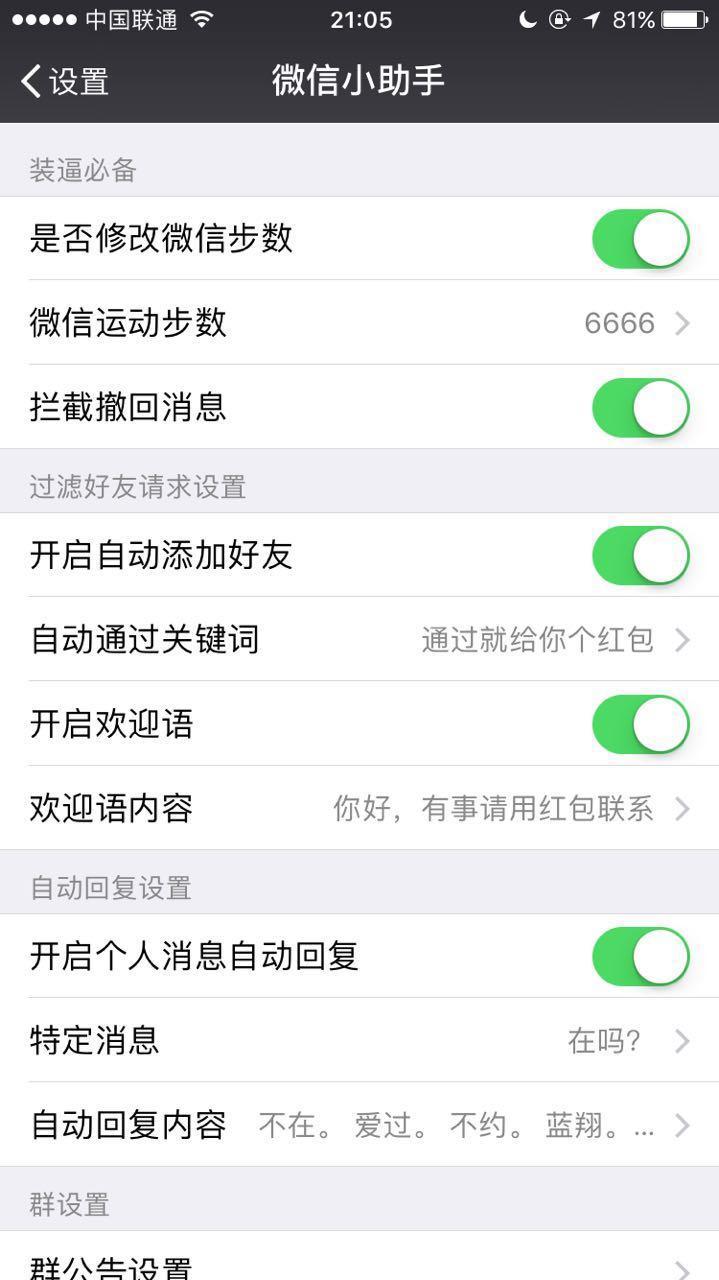 中国联通 21:05 81%
设置 微信小助手
装逼必备
是否修改微信步数
微信运动步数 6666
拦截撤回消息
过滤好友请求设置
开启自动添加好友
自动通过关键词 通过就给你个红包
开启欢迎语
欢迎语内容 你好，有事请用红包联系
自动回复设置
开启个人消息自动回复
特定消息 在吗？
自动回复内容 不在。 爱过。 不约。 蓝翔。...
群设置
群公告设置